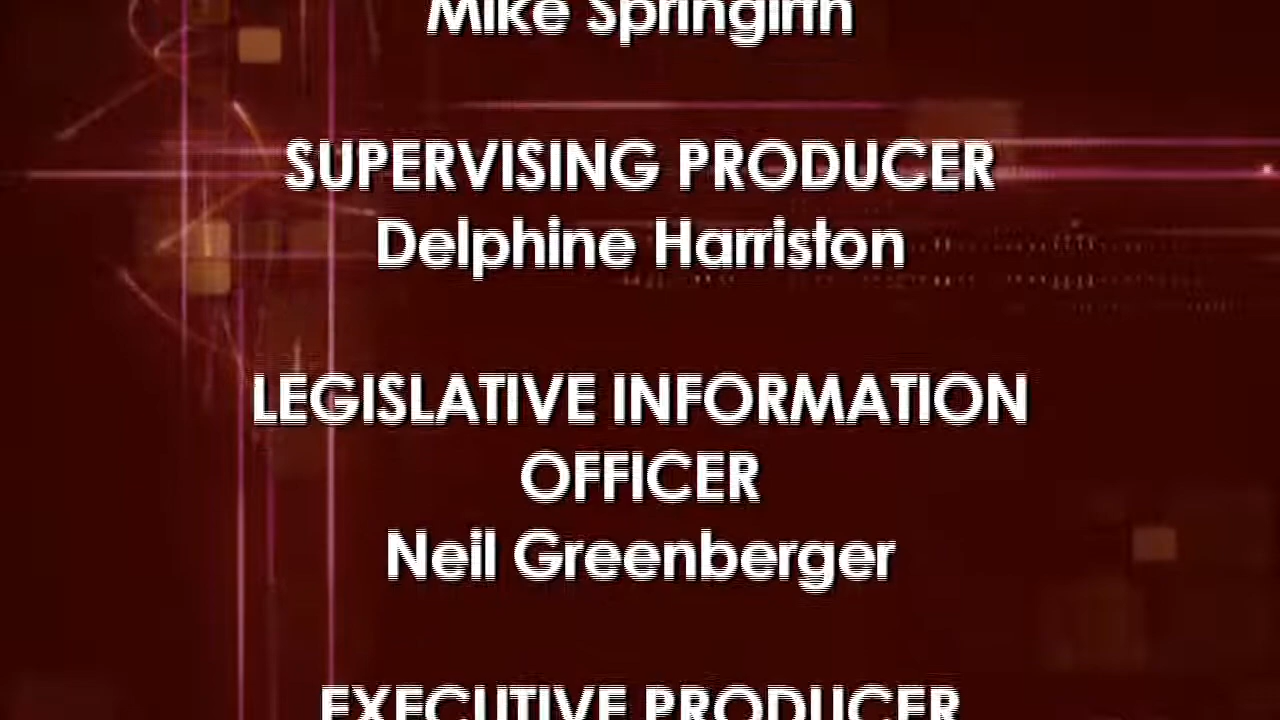 Mike Springirth
SUPERVISING PRODUCER
Delphine Harriston
LEGISLATIVE INFORMATION
OFFICER
Neil Greenberger
EXECUTIVE PRODUCER